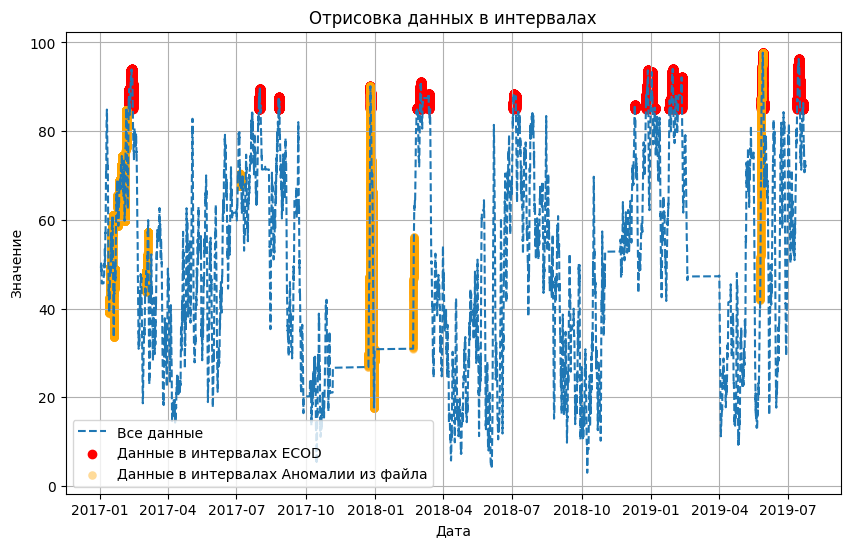 Отрисовка данных в интервалах
Значение
100
80
60
40
20
0
Все данные
Данные в интервалах ECOD
Данные в интервалах Аномалии из файла
2017-01 2017-04 2017-07 2017-10 2018-01 2018-04 2018-07 2018-10 2019-01 2019-04 2019-07
Дата